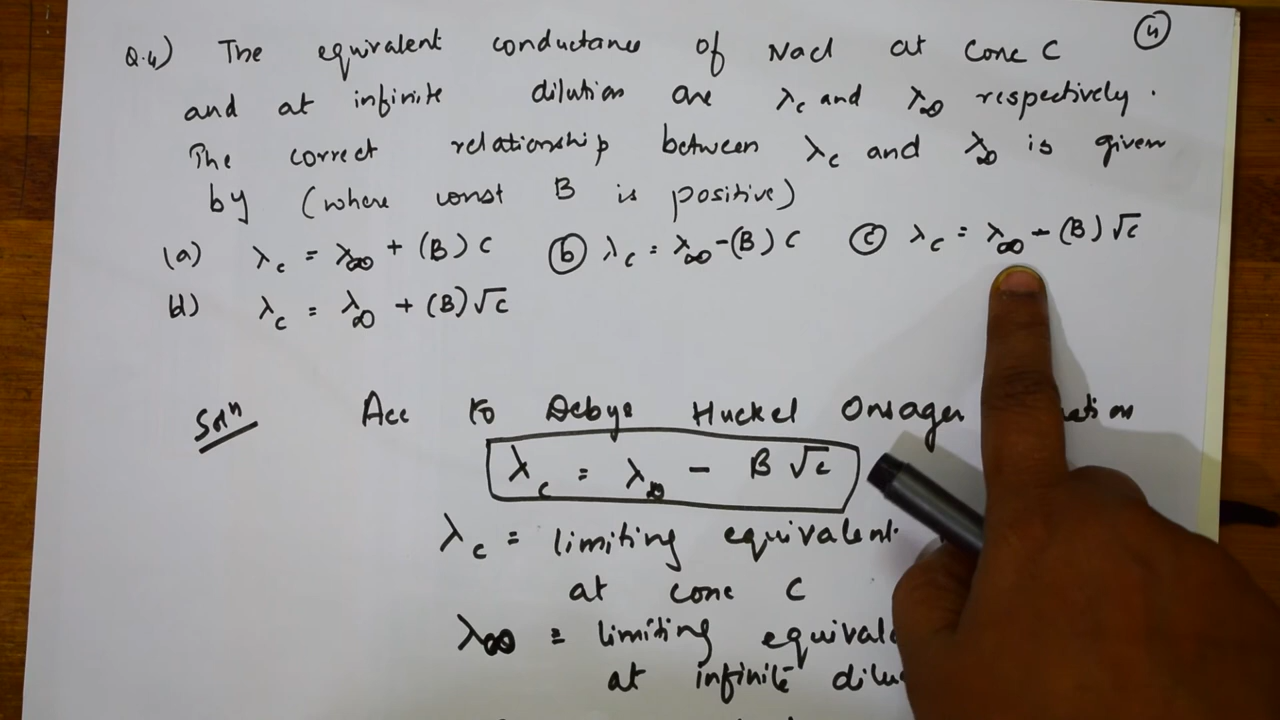 ④
Q.4) The equivalent conductance of Nacl at conc C
and at infinite dilution are λc and λ∞ respectively.
The correct relationship between λc and λ∞ is given
by (where const B is positive)
(a) λc = λ∞ + (B) C (b) λc = λ∞ -(B) C (c) λc = λ∞ - (B) √c
d) λc = λ∞ + (B) √c
Solⁿ Acc to Debye Huckel Onsager
λc = λ∞ - B √c
λc = limiting equivalent
at conc C
λ∞ = limiting
at infinite